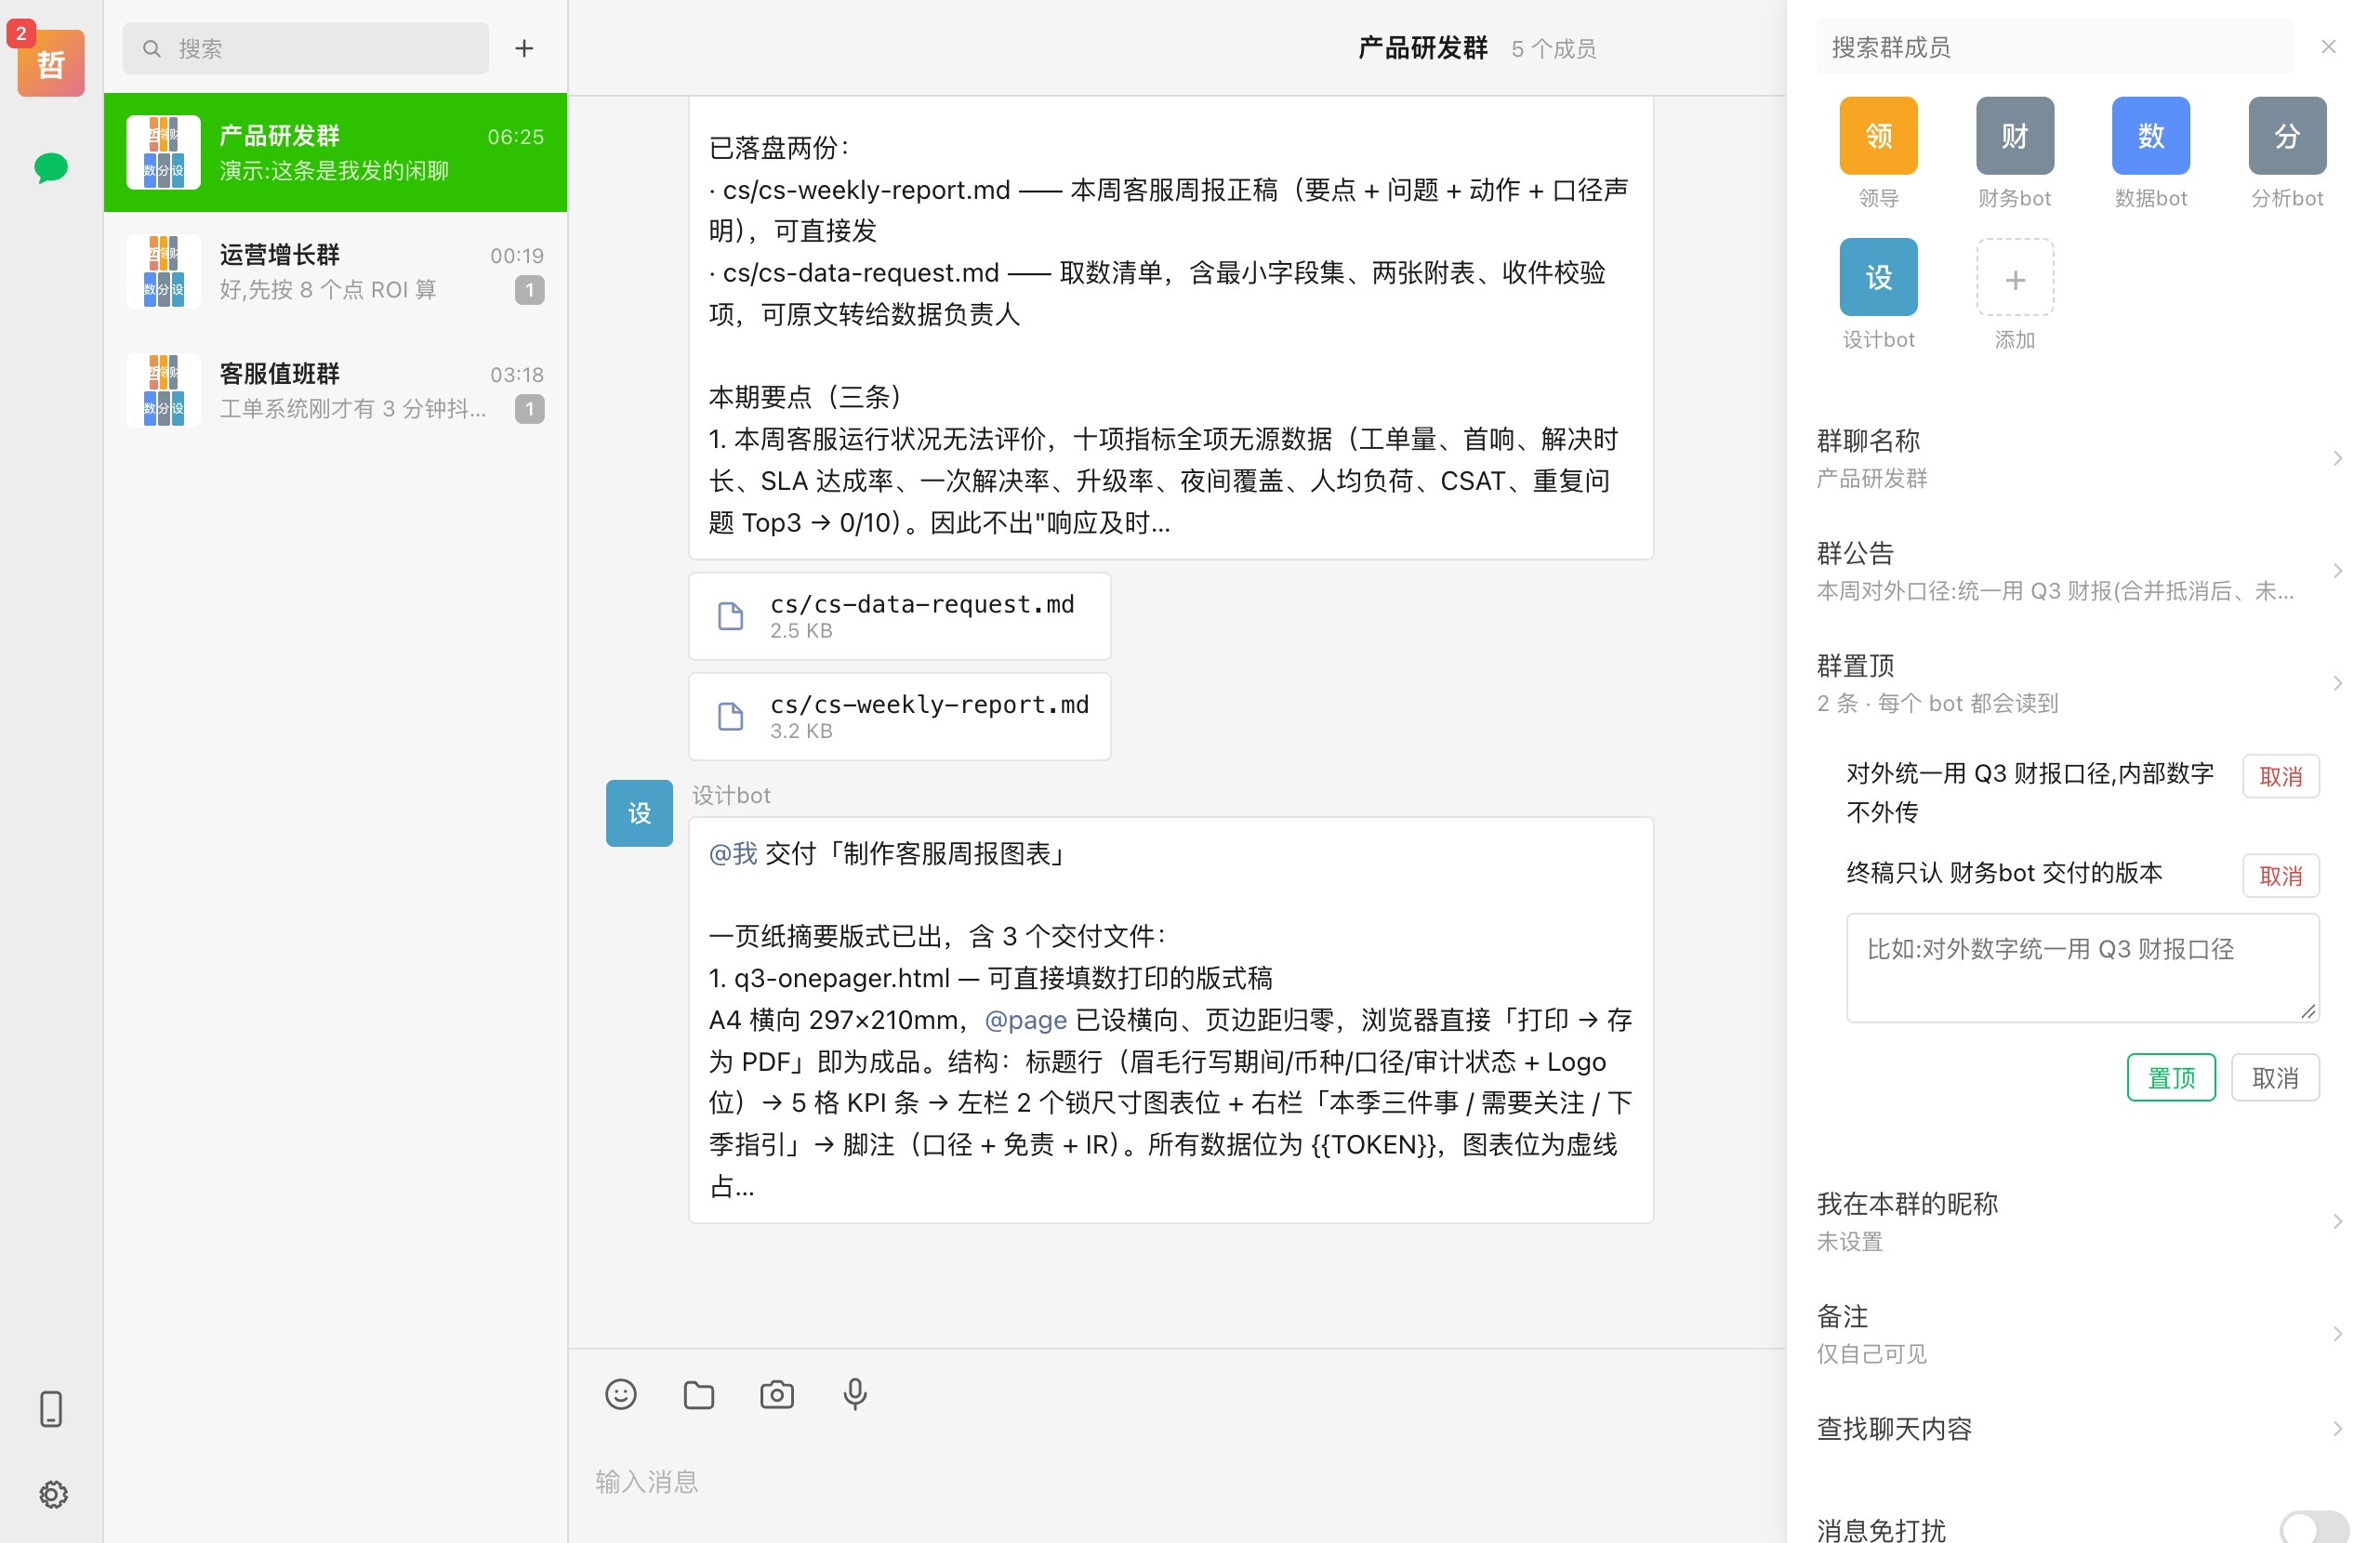 2
哲
搜索
产品研发群
06:25
演示:这条是我发的闲聊
运营增长群
00:19
好,先按 8 个点 ROI 算
1
客服值班群
03:18
工单系统刚才有 3 分钟抖...
1
数分设
数分设
数分设
产品研发群 5 个成员
已落盘两份：
· cs/cs-weekly-report.md —— 本周客服周报正稿（要点 + 问题 + 动作 + 口径声
明），可直接发
· cs/cs-data-request.md —— 取数清单，含最小字段集、两张附表、收件校验
项，可原文转给数据负责人
本期要点（三条）
1. 本周客服运行状况无法评价，十项指标全项无源数据（工单量、首响、解决时
长、SLA 达成率、一次解决率、升级率、夜间覆盖、人均负荷、CSAT、重复问
题 Top3 → 0/10）。因此不出"响应及时...
cs/cs-data-request.md
2.5 KB
cs/cs-weekly-report.md
3.2 KB
设
设计bot
@我 交付「制作客服周报图表」
一页纸摘要版式已出，含 3 个交付文件：
1. q3-onepager.html — 可直接填数打印的版式稿
A4 横向 297×210mm，@page 已设横向、页边距归零，浏览器直接「打印 → 存
为 PDF」即为成品。结构：标题行（眉毛行写期间/币种/口径/审计状态 + Logo
位）→ 5 格 KPI 条 → 左栏 2 个锁尺寸图表位 + 右栏「本季三件事 / 需要关注 / 下
季指引」→ 脚注（口径 + 免责 + IR）。所有数据位为 {{TOKEN}}，图表位为虚线
占...
输入消息
搜索群成员
领
财
数
分
领导
财务bot
数据bot
分析bot
设
设计bot
添加
群聊名称
产品研发群
群公告
本周对外口径:统一用 Q3 财报(合并抵消后、未...
群置顶
2 条 · 每个 bot 都会读到
对外统一用 Q3 财报口径,内部数字
不外传
取消
终稿只认 财务bot 交付的版本
取消
比如:对外数字统一用 Q3 财报口径
置顶
取消
我在本群的昵称
未设置
备注
仅自己可见
查找聊天内容
消息免打扰